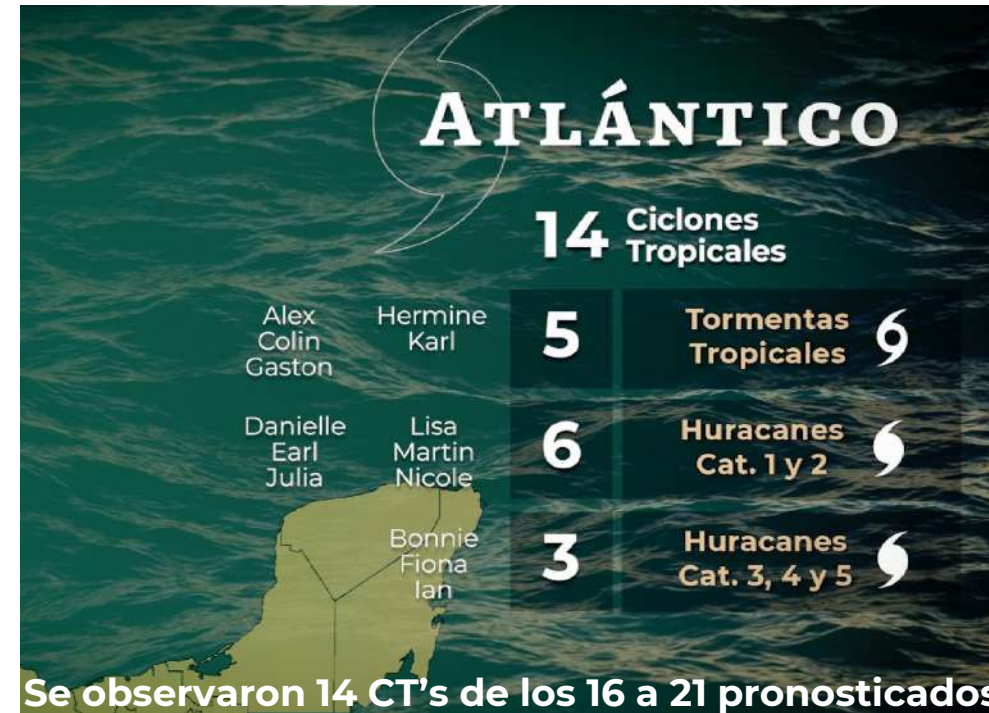 ATLÁNTICO
14 Ciclones
Tropicales
Alex
Colin
Gaston
Hermine
Karl
5
Tormentas
Tropicales
Danielle
Earl
Julia
Lisa
Martin
Nicole
6
Huracanes
Cat. 1 y 2
Bonnie
Fiona
Ian
3
Huracanes
Cat. 3, 4 y 5
Se observaron 14 CT's de los 16 a 21 pronosticados